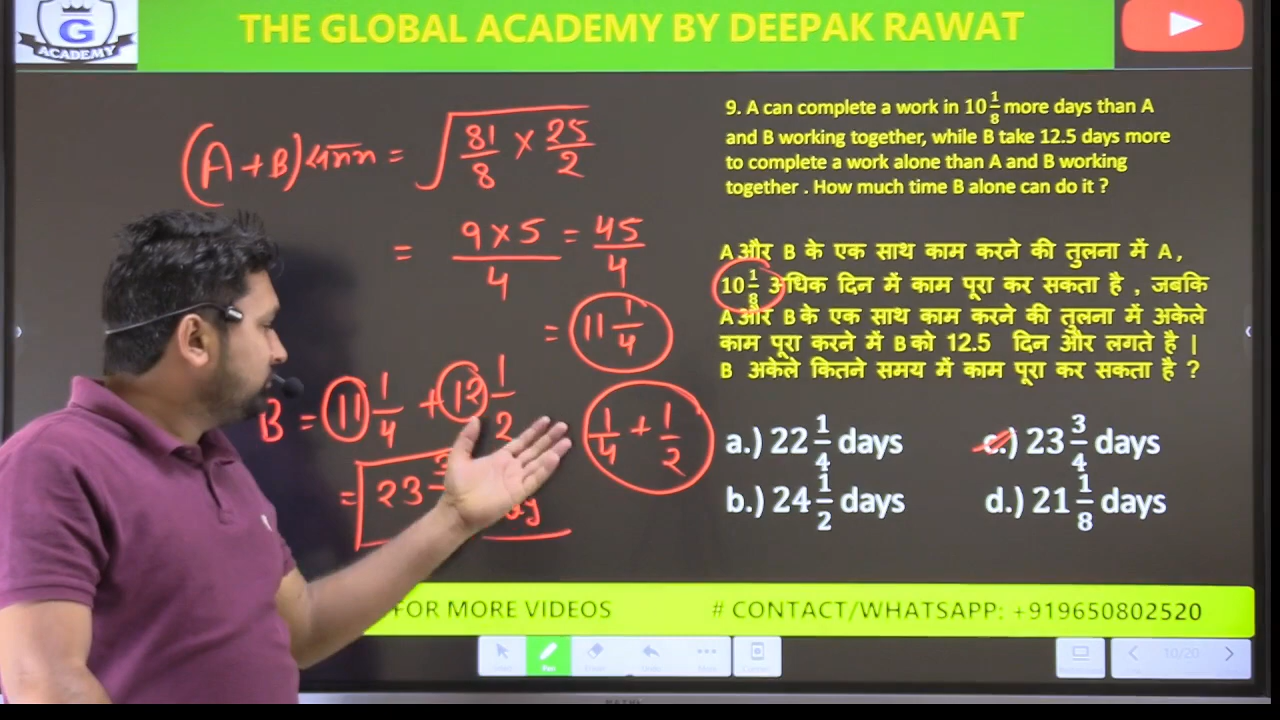 G
ACADEMY
THE GLOBAL ACADEMY BY DEEPAK RAWAT
(A+B) = √(81/8 × 25/2)
= 9×5/4 = 45/4
= 11 1/4
B = 11 1/4 + 12 1/2
1/4 + 1/2
= 23
9. A can complete a work in 10 1/8 more days than A
and B working together, while B take 12.5 days more
to complete a work alone than A and B working
together . How much time B alone can do it ?
A और B के एक साथ काम करने की तुलना में A ,
10 1/8 अधिक दिन में काम पूरा कर सकता है , जबकि
A और B के एक साथ काम करने की तुलना में अकेले
काम पूरा करने में B को 12.5 दिन और लगते है |
B अकेले कितने समय में काम पूरा कर सकता है ?
a.) 22 1/4 days
c.) 23 3/4 days
b.) 24 1/2 days
d.) 21 1/8 days
FOR MORE VIDEOS
# CONTACT/WHATSAPP: +919650802520
Pen
10/20